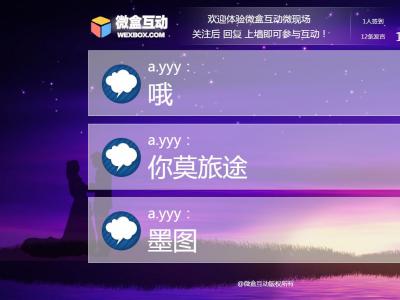 微盒互动
WEXBOX.COM
欢迎体验微盒互动微现场
关注后 回复 上墙即可参与互动！
1人签到
12条发言
a.yyy：
哦
a.yyy：
你莫旅途
a.yyy：
墨图
@微盒互动版权所有